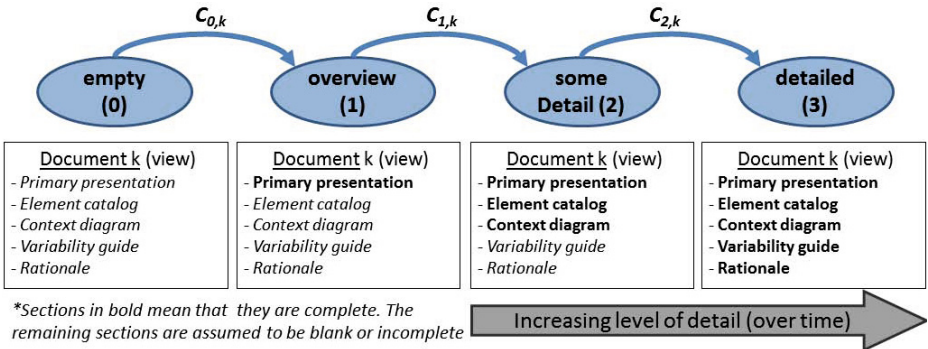 C0,k
C1,k
C2,k
empty
(0)
overview
(1)
some
Detail (2)
detailed
(3)
Document k (view)
- Primary presentation
- Element catalog
- Context diagram
- Variability guide
- Rationale
Document k (view)
- Primary presentation
- Element catalog
- Context diagram
- Variability guide
- Rationale
Document k (view)
- Primary presentation
- Element catalog
- Context diagram
- Variability guide
- Rationale
Document k (view)
- Primary presentation
- Element catalog
- Context diagram
- Variability guide
- Rationale
*Sections in bold mean that they are complete. The
remaining sections are assumed to be blank or incomplete
Increasing level of detail (over time)